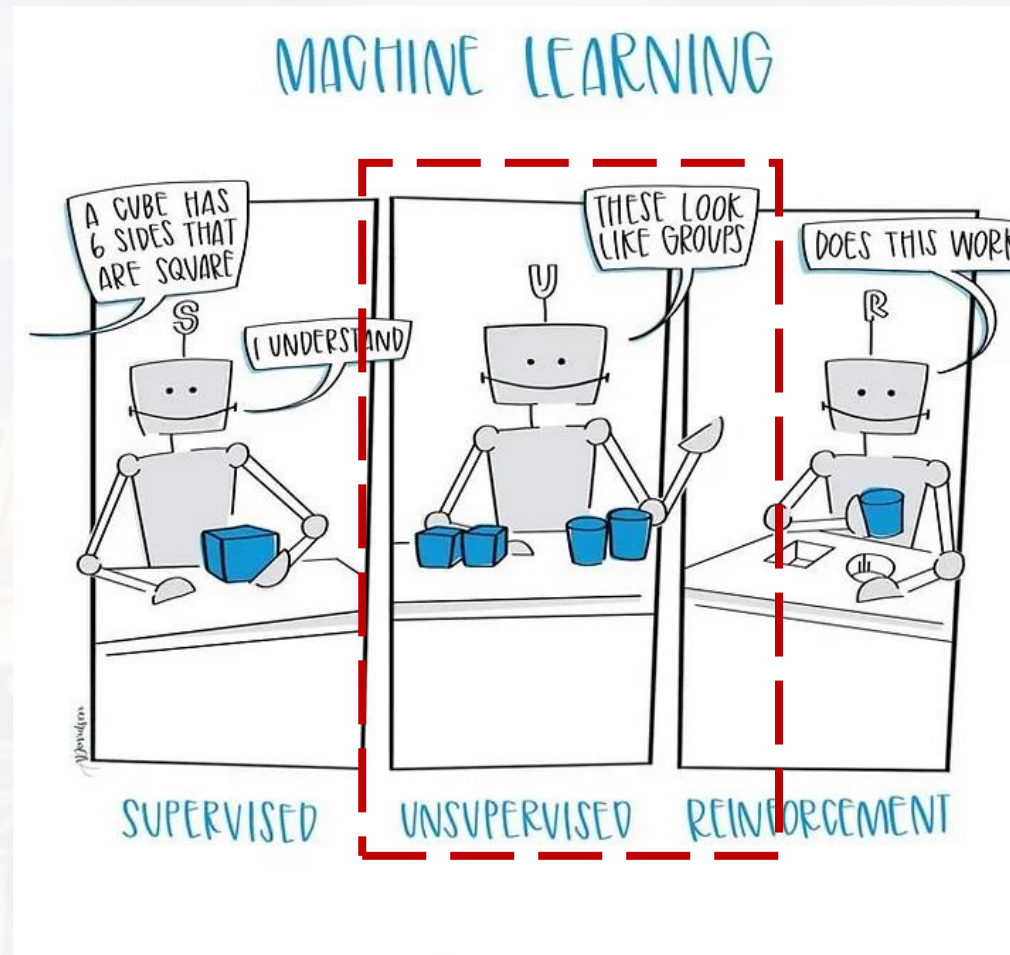 MACHINE LEARNING
A CUBE HAS
6 SIDES THAT
ARE SQUARE
S
I UNDERSTAND
U
THESE LOOK
LIKE GROUPS
DOES THIS WORK
R
SUPERVISED
UNSUPERVISED
REINFORCEMENT